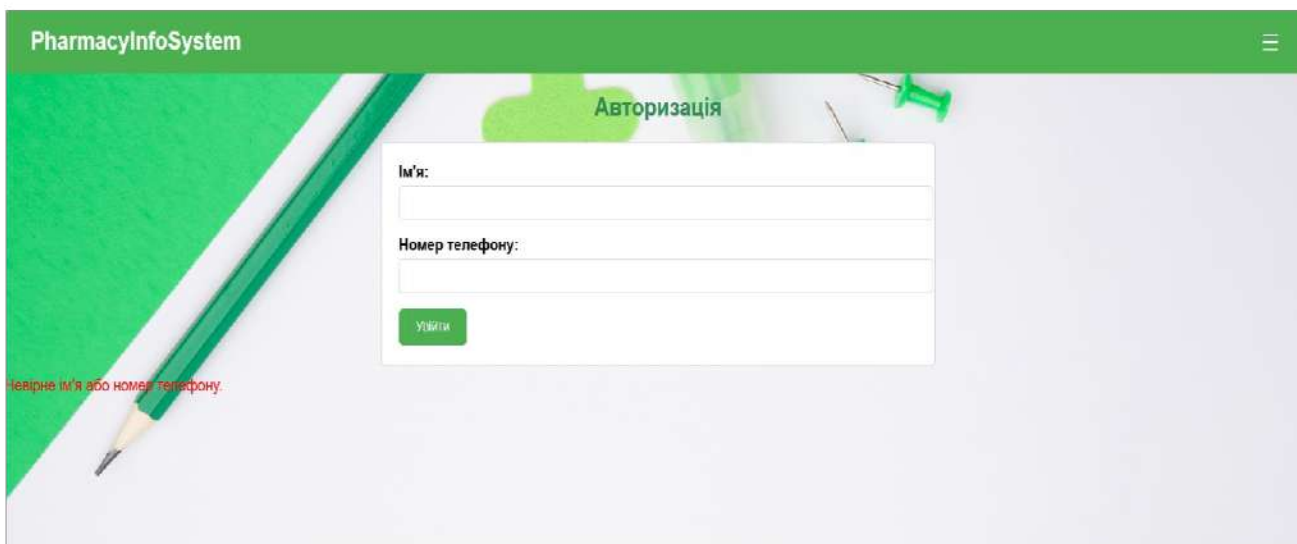 PharmacyInfoSystem
Авторизація
Ім'я:
Номер телефону:
Увійти
Невірне ім'я або номер телефону.